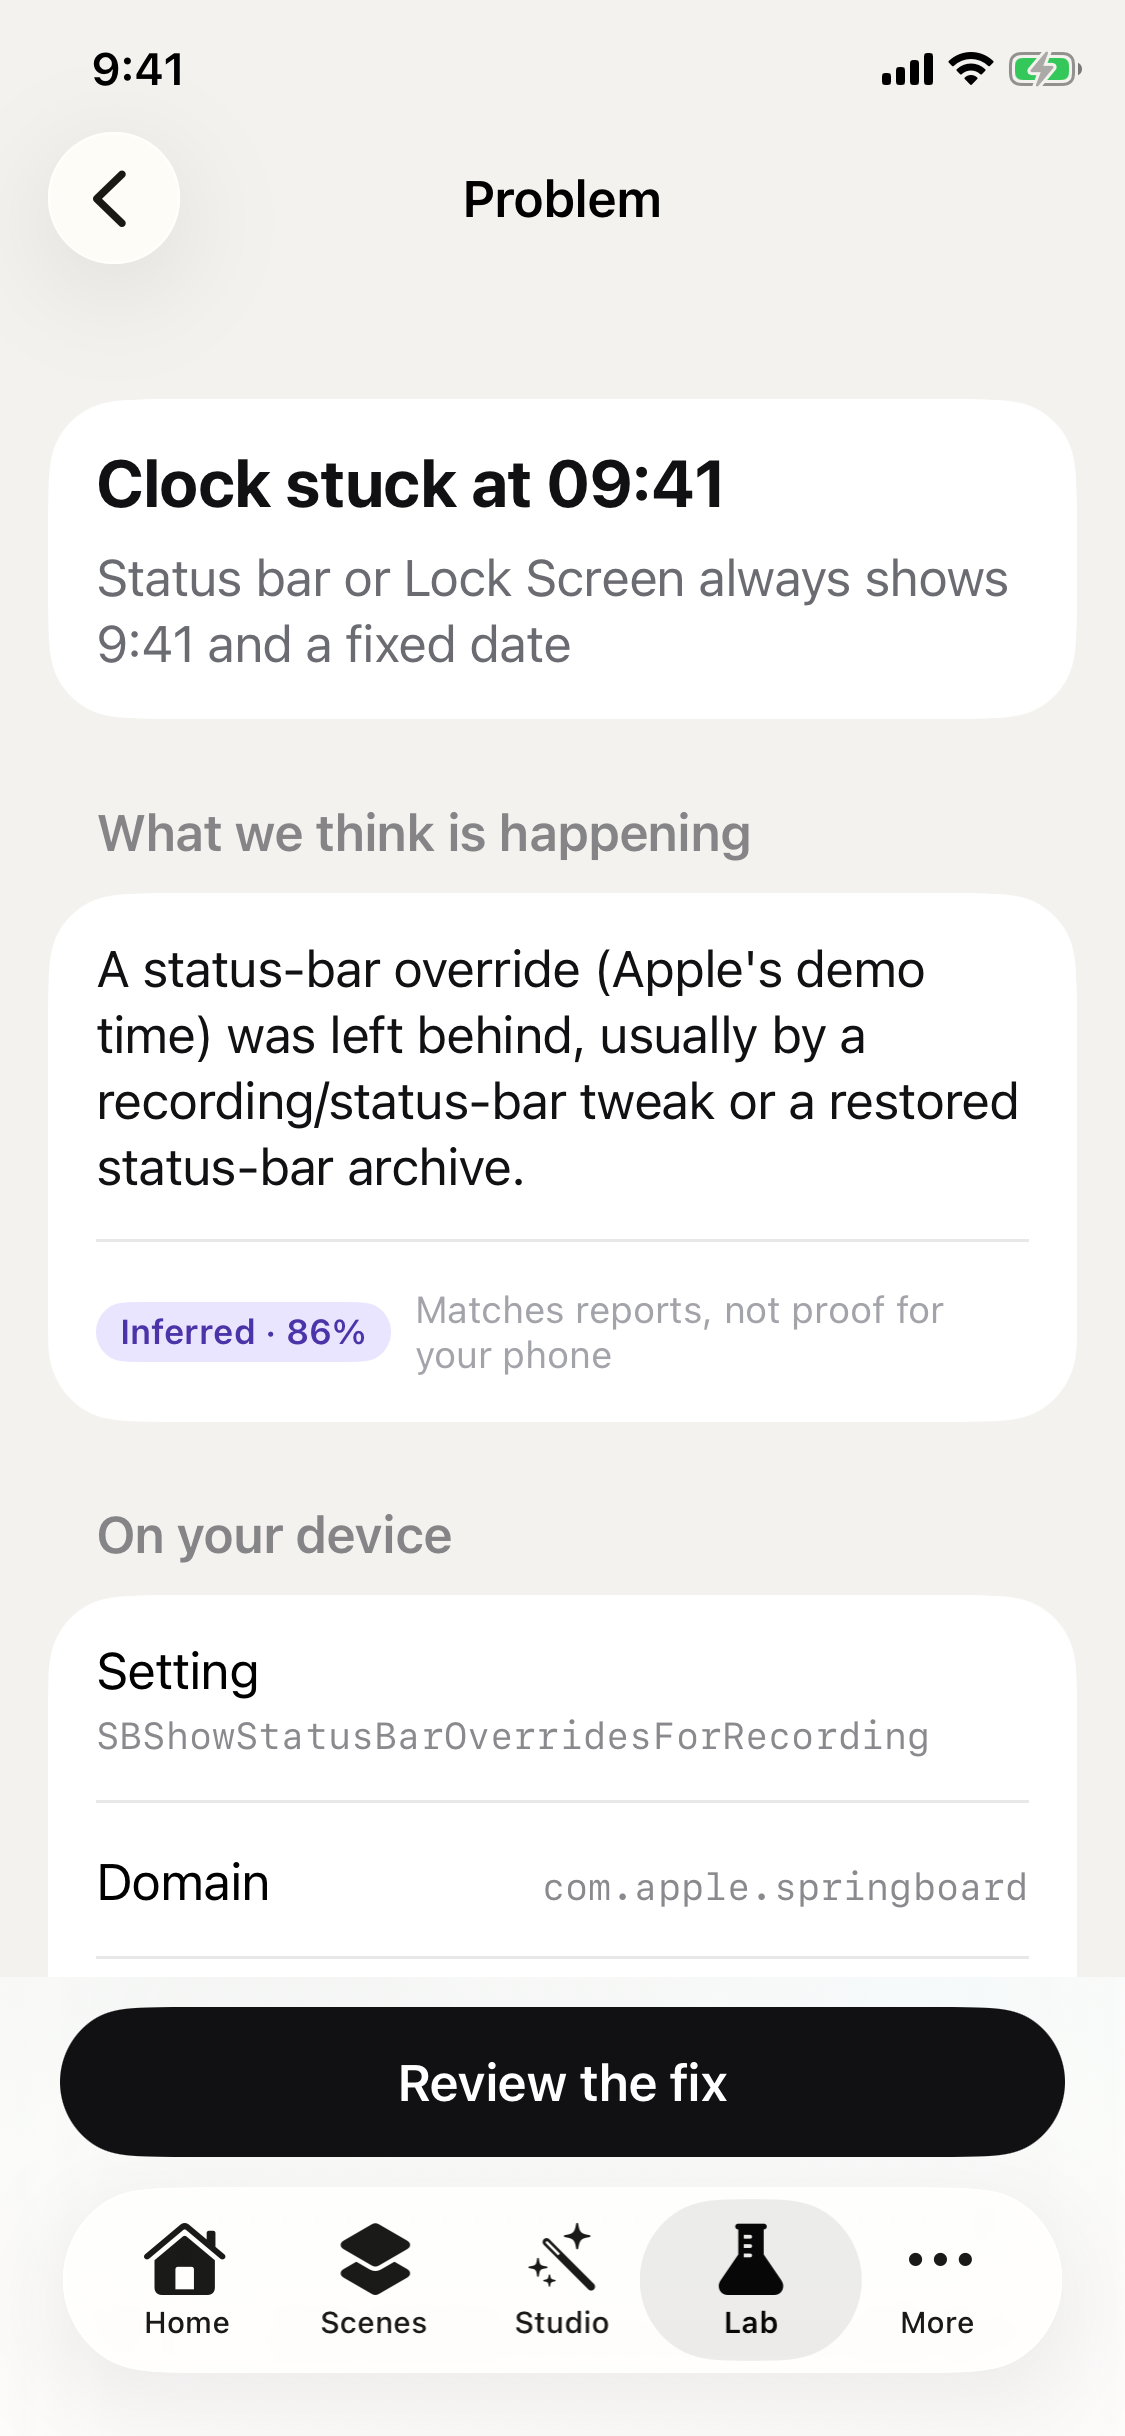 9:41
Problem
Clock stuck at 09:41
Status bar or Lock Screen always shows
9:41 and a fixed date
What we think is happening
A status-bar override (Apple's demo
time) was left behind, usually by a
recording/status-bar tweak or a restored
status-bar archive.
Inferred · 86%
Matches reports, not proof for
your phone
On your device
Setting
SBShowStatusBarOverridesForRecording
Domain
com.apple.springboard
Review the fix
Home
Scenes
Studio
Lab
More